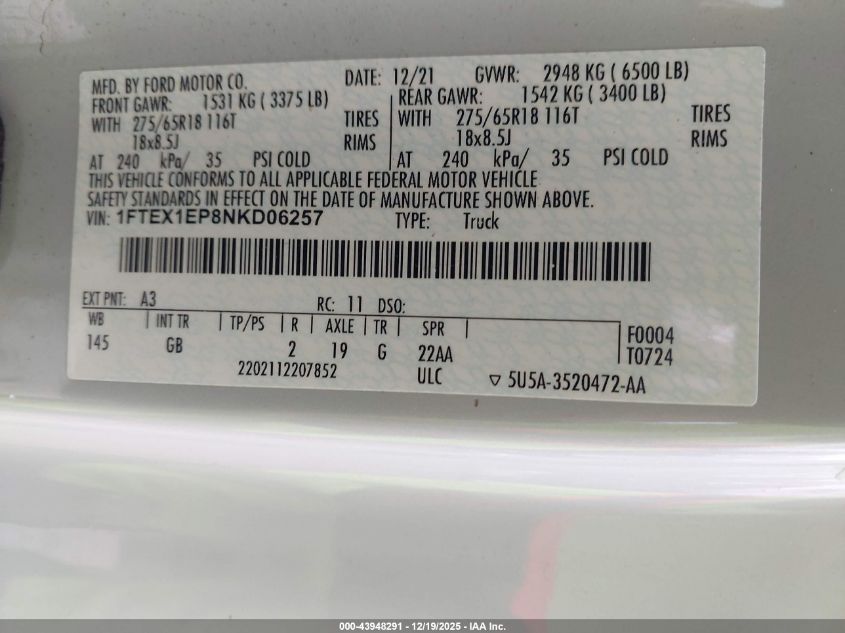 MFD. BY FORD MOTOR CO. DATE: 12/21 GVWR: 2948 KG ( 6500 LB)
FRONT GAWR: 1531 KG ( 3375 LB) REAR GAWR: 1542 KG ( 3400 LB)
WITH 275/65R18 116T TIRES WITH 275/65R18 116T TIRES
18x8.5J RIMS 18x8.5J RIMS
AT 240 kPa/ 35 PSI COLD AT 240 kPa/ 35 PSI COLD
THIS VEHICLE CONFORMS TO ALL APPLICABLE FEDERAL MOTOR VEHICLE
SAFETY STANDARDS IN EFFECT ON THE DATE OF MANUFACTURE SHOWN ABOVE.
VIN: 1FTEX1EP8NKD06257 TYPE: Truck
EXT PNT: A3 RC: 11 DSO:
WB INT TR TP/PS R AXLE TR SPR F0004
145 GB 2 19 G 22AA T0724
2202112207852 ULC ▽ 5U5A-3520472-AA
000-43948291 - 12/19/2025 - IAA Inc.